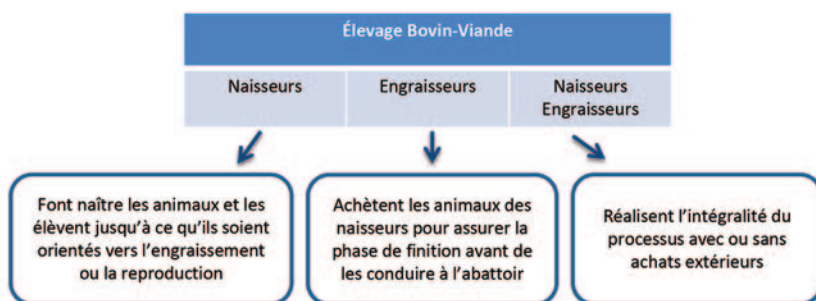 Élevage Bovin-Viande
Naisseurs
Engraisseurs
Naisseurs
Engraisseurs
Font naître les animaux et les
élèvent jusqu'à ce qu'ils soient
orientés vers l'engraissement
ou la reproduction
Achètent les animaux des
naisseurs pour assurer la
phase de finition avant de
les conduire à l'abattoir
Réalisent l'intégralité du
processus avec ou sans
achats extérieurs